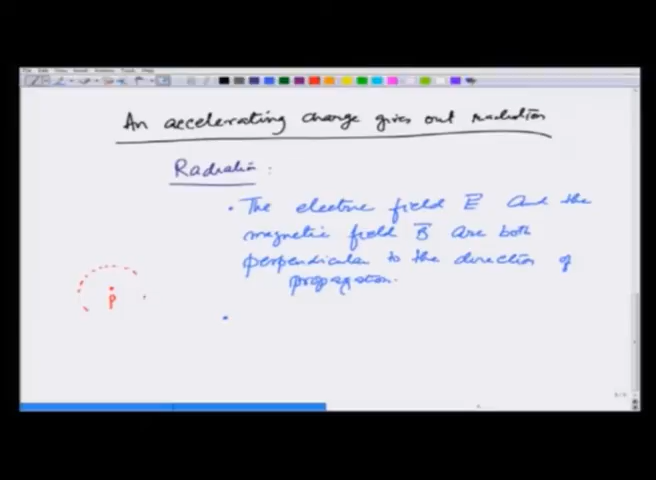 An accelerating charge gives out radiation
Radiation :
• The electric field E and the
magnetic field B are both
perpendicular to the direction of
propagation.
p
•